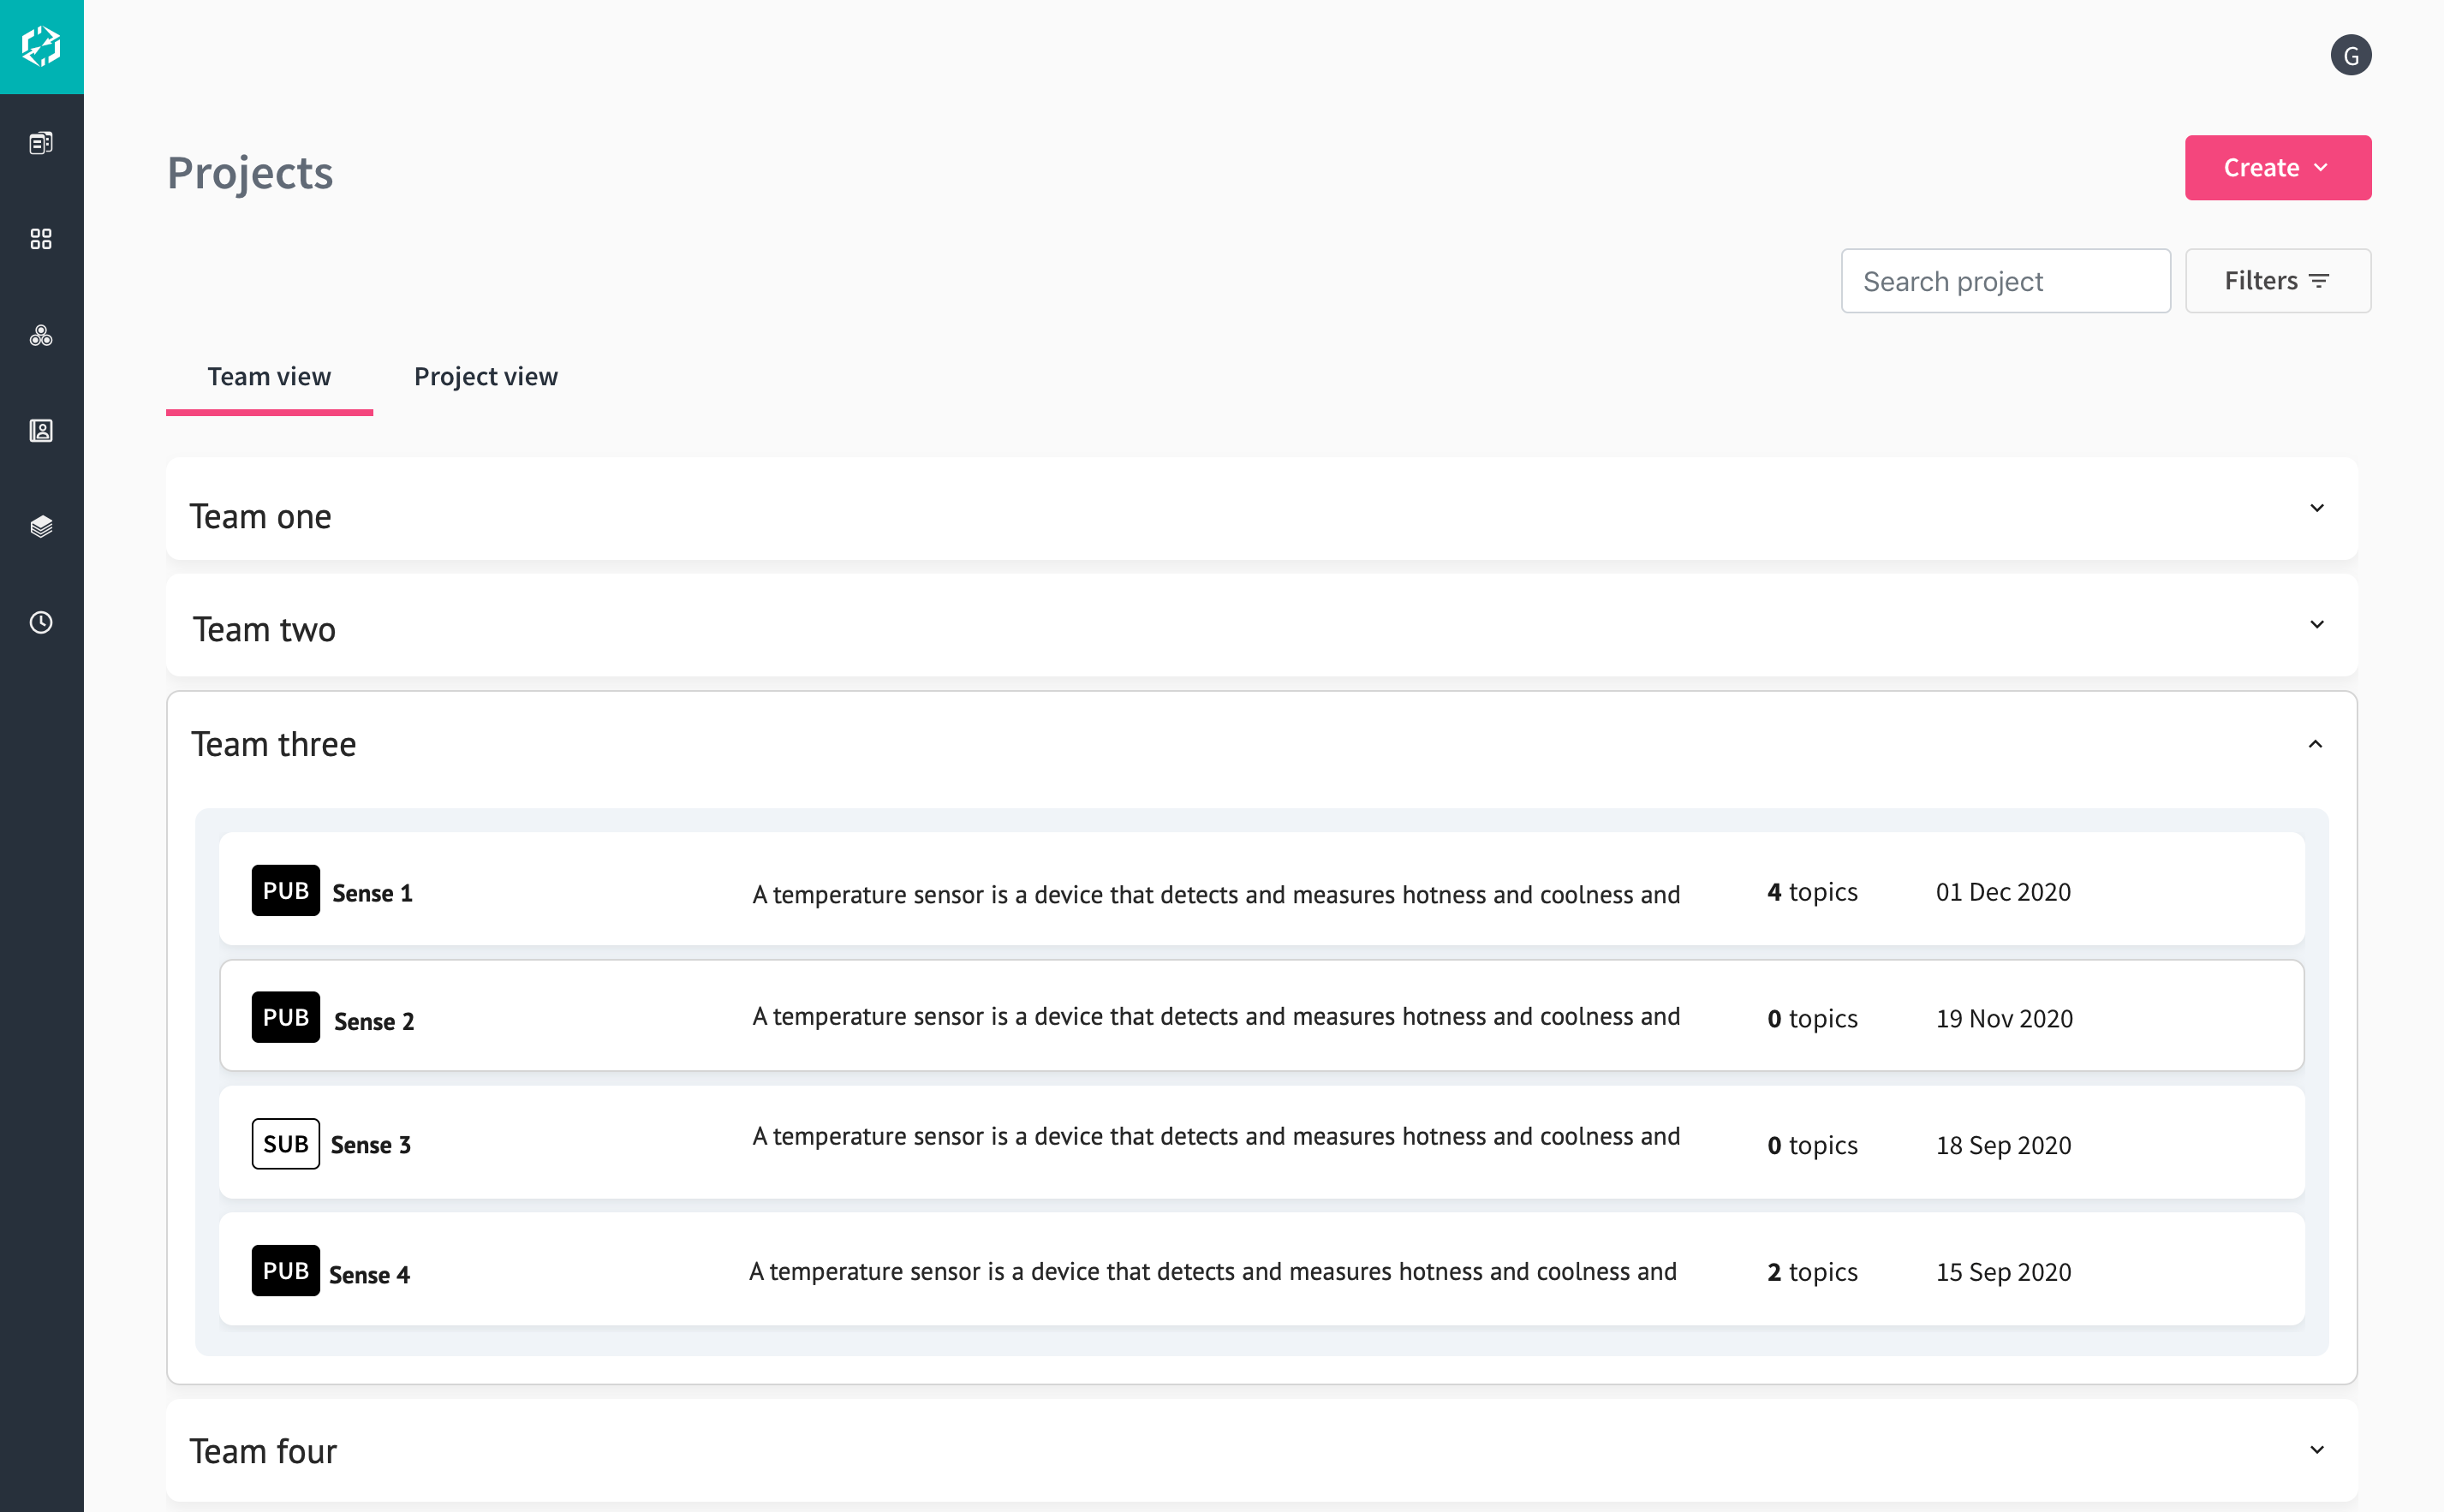 G
Projects
Create
Search project
Filters
Team view
Project view
Team one
Team two
Team three
PUB Sense 1 A temperature sensor is a device that detects and measures hotness and coolness and 4 topics 01 Dec 2020
PUB Sense 2 A temperature sensor is a device that detects and measures hotness and coolness and 0 topics 19 Nov 2020
SUB Sense 3 A temperature sensor is a device that detects and measures hotness and coolness and 0 topics 18 Sep 2020
PUB Sense 4 A temperature sensor is a device that detects and measures hotness and coolness and 2 topics 15 Sep 2020
Team four